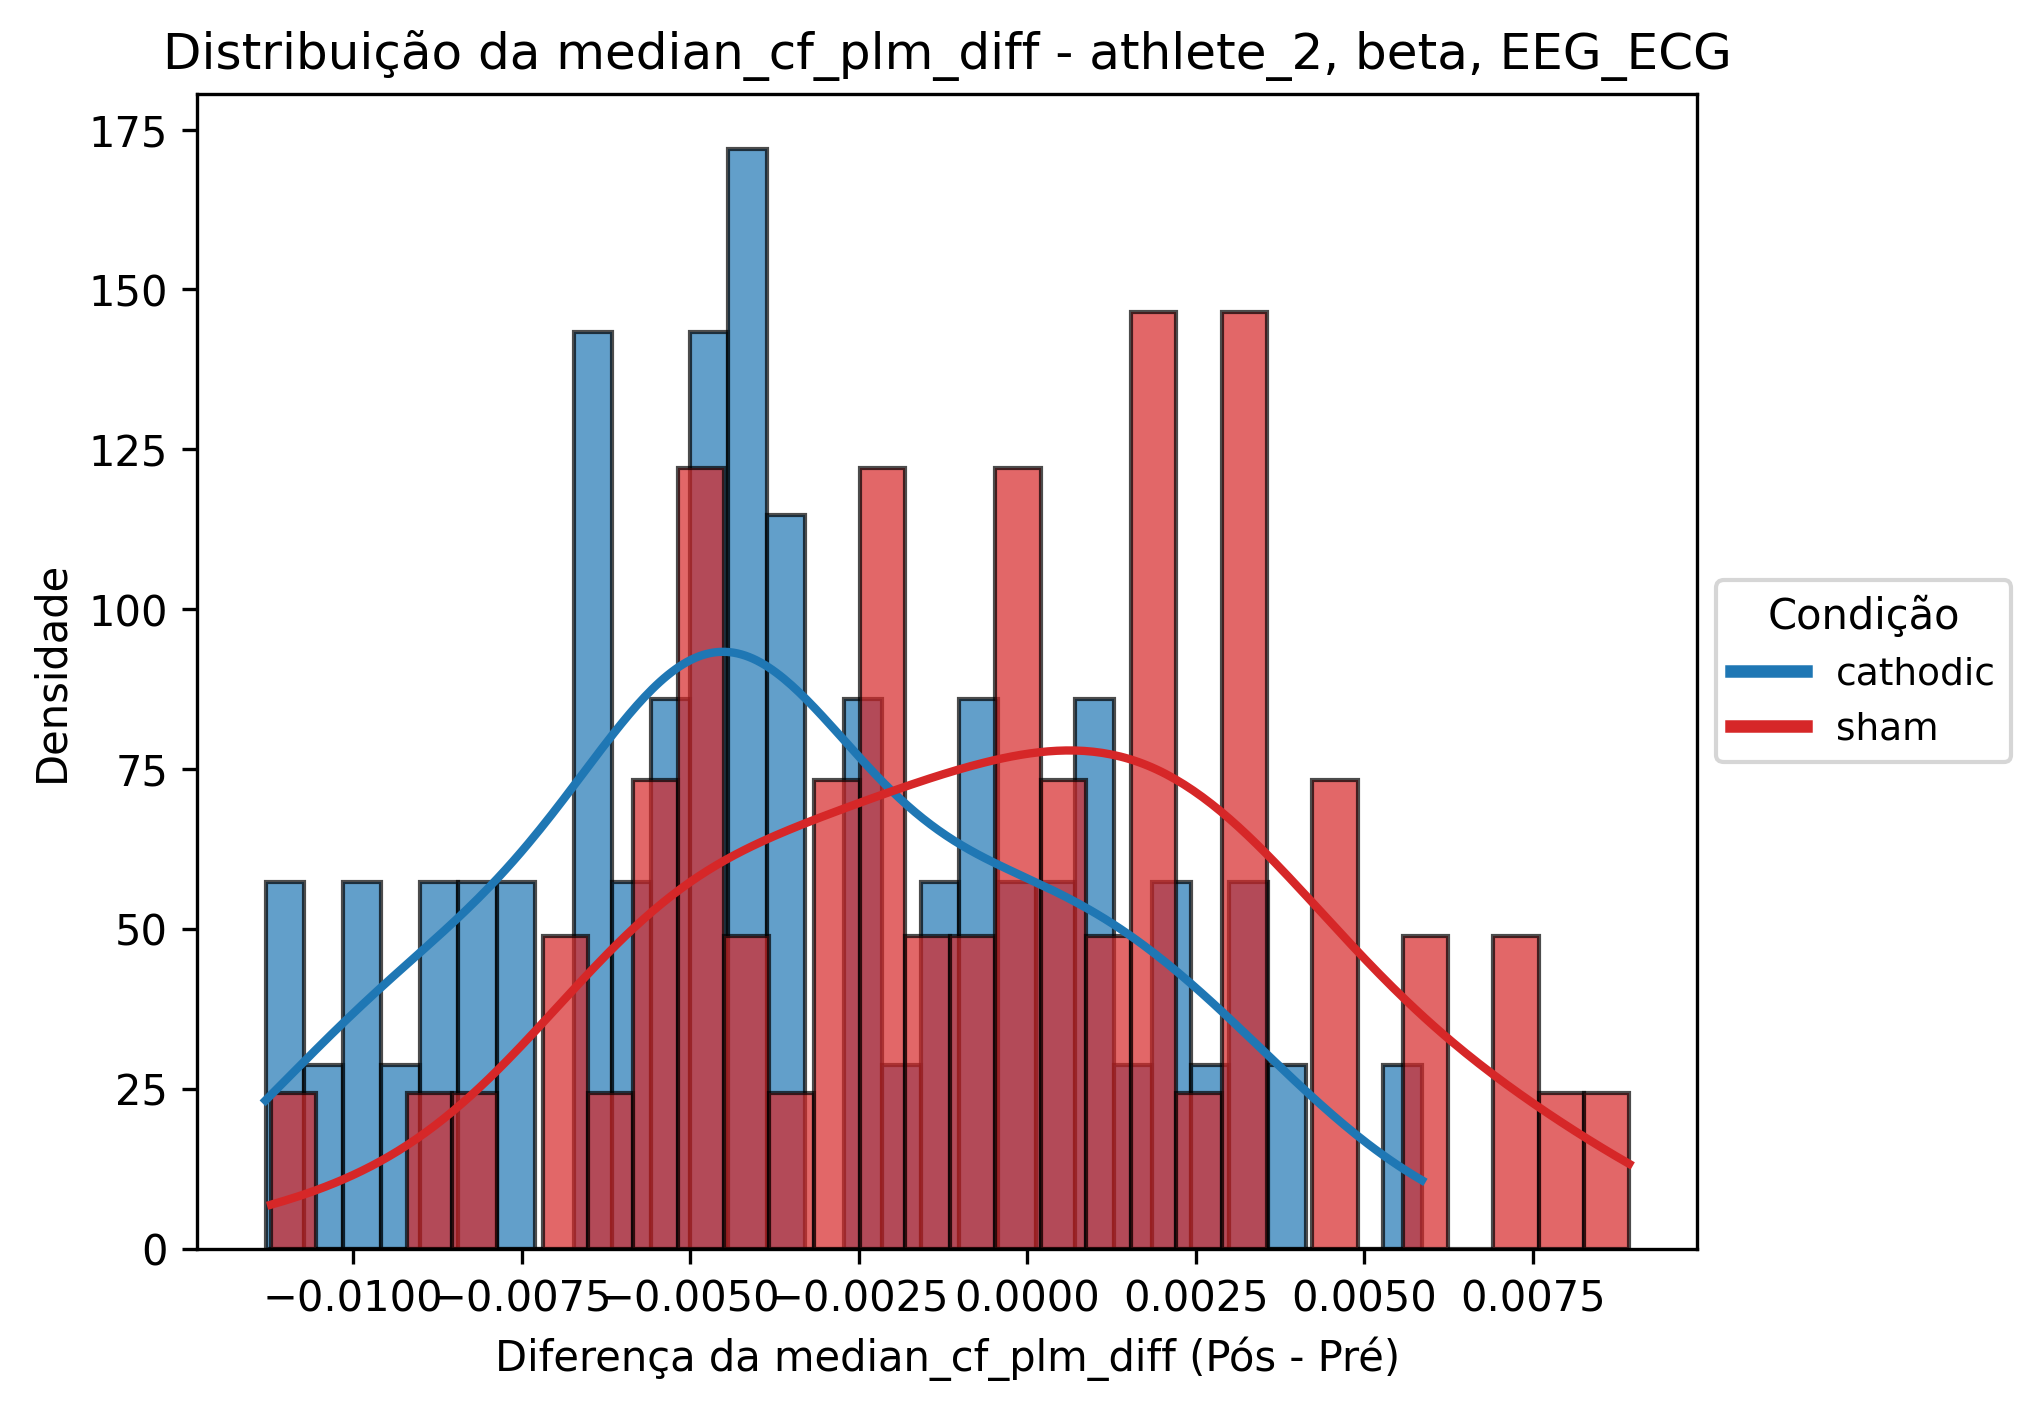 Distribuição da median_cf_plm_diff - athlete_2, beta, EEG_ECG
175
150
125
100
75
50
25
0
Densidade
−0.0100 −0.0075 −0.0050 −0.0025 0.0000 0.0025 0.0050 0.0075
Diferença da median_cf_plm_diff (Pós - Pré)
Condição
cathodic
sham